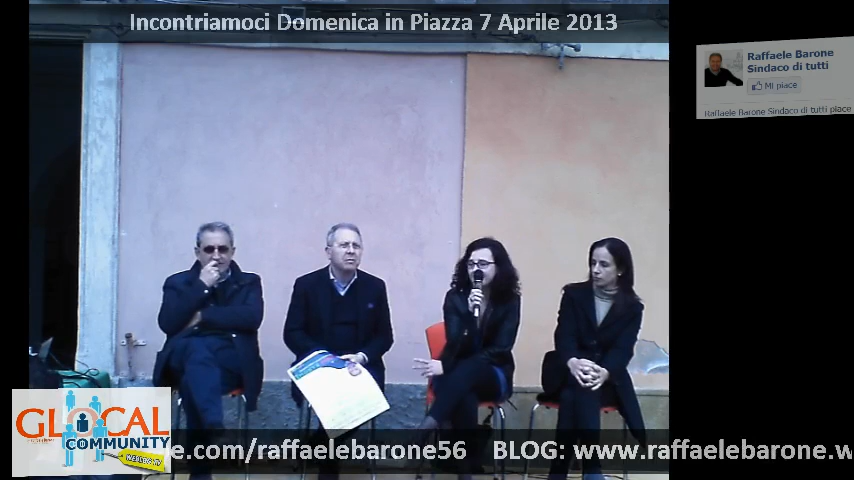 Incontriamoci Domenica in Piazza 7 Aprile 2013
Raffaele Barone
Sindaco di tutti
Mi piace
Raffaele Barone Sindaco di tutti piace
GLOCAL
COMMUNITY
e.com/raffaelebarone56 BLOG: www.raffaelebarone.w